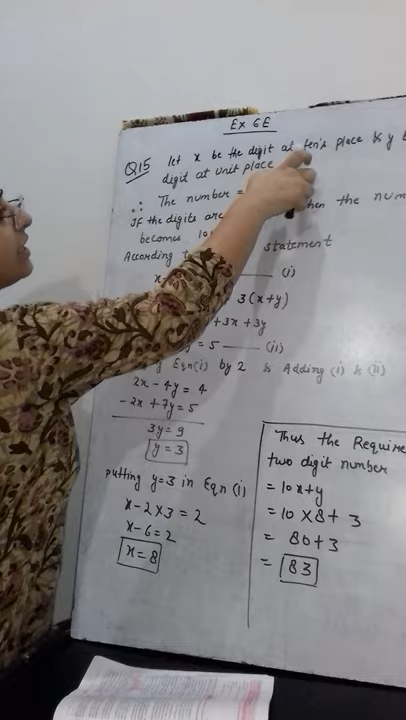 Ex 6E
Q15 let x be the digit at ten's place & y b
digit at unit place
∴ The number =
If the digits are hen the num
becomes 10
According t statement
x (i)
= 3(x+y)
+3x+3y
y = 5 (ii)
y Eqn(i) by 2 & Adding (i) & (ii)
2x - 4y = 4
- 2x + 7y = 5
3y = 9
y = 3
putting y=3 in Eqn (i)
x - 2 × 3 = 2
x - 6 = 2
x = 8
Thus the Require
two digit number
= 10x+y
= 10 × 8 + 3
= 80+3
= 83